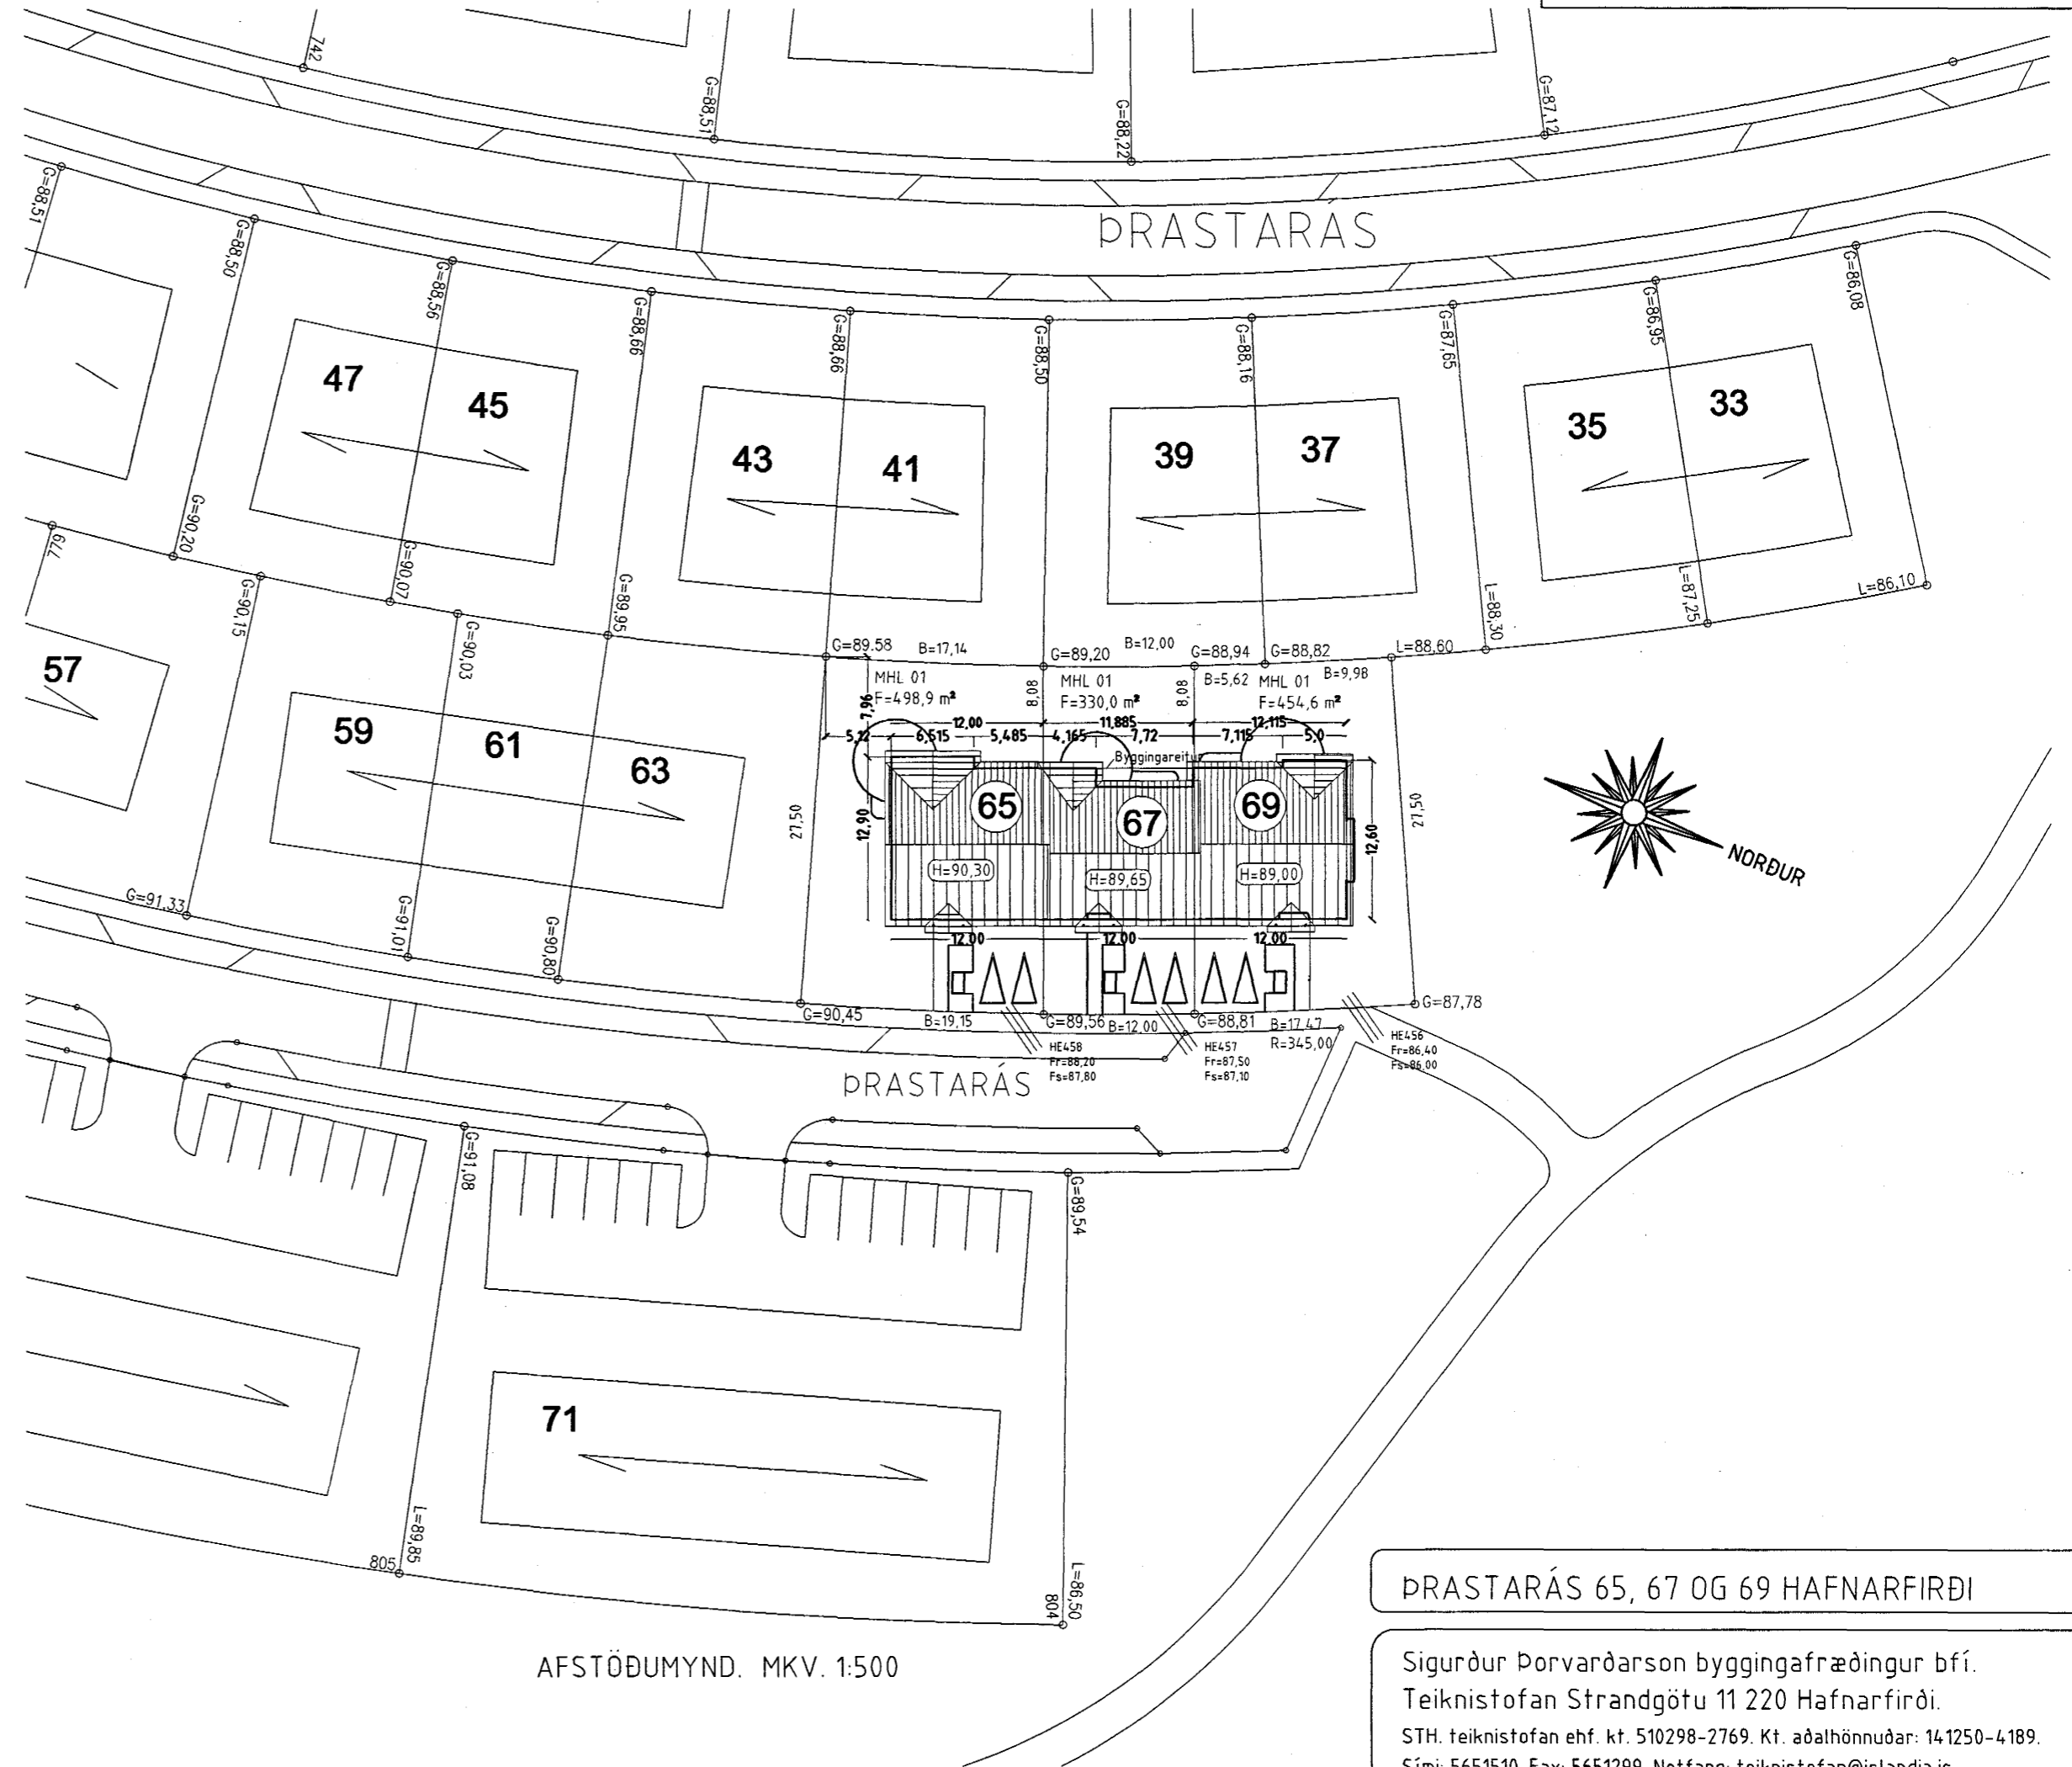 742
G=88,51
G=88,22
G=87,12
ÞRASTARÁS
G=88,51
G=88,50
G=88,56
G=88,66
G=88,66
G=88,50
G=88,16
G=87,65
G=86,95
G=86,08
47
45
43
41
39
37
35
33
779
G=90,20
G=90,15
G=90,07
G=90,03
G=89,95
L=88,30
L=87,25
L=86,10
G=89.58
B=17,14
G=89,20
B=12,00
G=88,94
G=88,82
L=88,60
MHL 01
F=498,9 m²
8,08
MHL 01
F=330,0 m²
8,08
B=5,62
MHL 01
F=454,6 m²
B=9,98
7,96
12,00
11,885
12,115
5,12
6,515
5,485
4,165
7,72
7,115
5,0
Byggingareitur
57
59
61
63
65
67
69
27,50
12,90
12,60
27,50
H=90,30
H=89,65
H=89,00
NORÐUR
12,00
12,00
12,00
G=91,33
G=91,01
G=90,80
G=90,45
B=19,15
G=89,56
B=12,00
G=88,81
B=17,47
R=345,00
G=87,78
HE458
Fr=88,20
Fs=87,80
HE457
Fr=87,50
Fs=87,10
HE456
Fr=86,40
Fs=86,00
ÞRASTARÁS
G=91,08
G=89,54
71
L=89,85
805
L=86,50
804
AFSTÖÐUMYND. MKV. 1:500
ÞRASTARÁS 65, 67 OG 69 HAFNARFIRÐI
Sigurður Þorvarðarson byggingafræðingur bfí.
Teiknistofan Strandgötu 11 220 Hafnarfirði.
STH. teiknistofan ehf. kt. 510298-2769. Kt. aðalhönnuðar: 141250-4189.
Sími: 5651510. Fax: 5651299. Netfang: teiknistofan@islandia.is